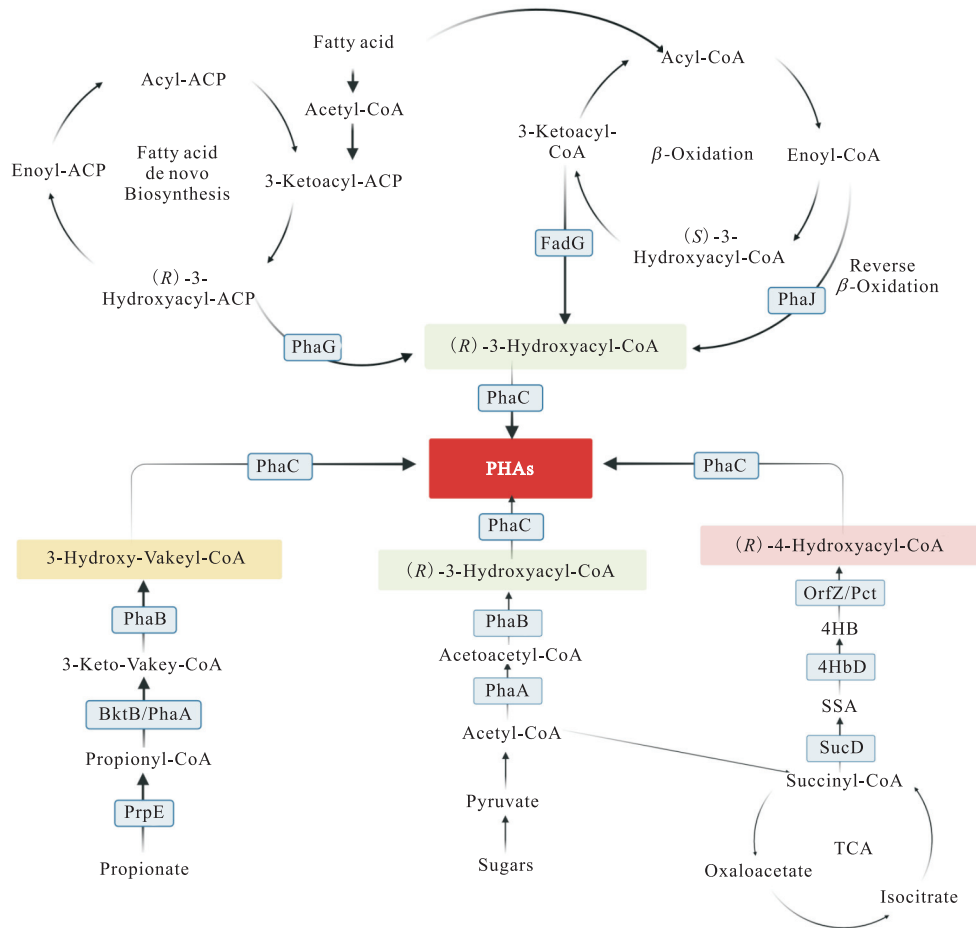 Fatty acid
Acyl-CoA
Acyl-ACP
Acetyl-CoA
3-Ketoacyl-
CoA
β-Oxidation
Enoyl-CoA
Enoyl-ACP
Fatty acid
de novo
Biosynthesis
3-Ketoacyl-ACP
FadG
(S)-3-
Hydroxyacyl-CoA
(R)-3-
Hydroxyacyl-ACP
Reverse
β-Oxidation
PhaJ
PhaG
(R)-3-Hydroxyacyl-CoA
PhaC
PhaC
PHAs
PhaC
PhaC
3-Hydroxy-Vakeyl-CoA
(R)-3-Hydroxyacyl-CoA
(R)-4-Hydroxyacyl-CoA
PhaB
PhaB
OrfZ/Pct
4HB
3-Keto-Vakey-CoA
Acetoacetyl-CoA
4HbD
PhaA
BktB/PhaA
SSA
Acetyl-CoA
SucD
Propionyl-CoA
Succinyl-CoA
PrpE
Pyruvate
Propionate
Sugars
TCA
Oxaloacetate
Isocitrate